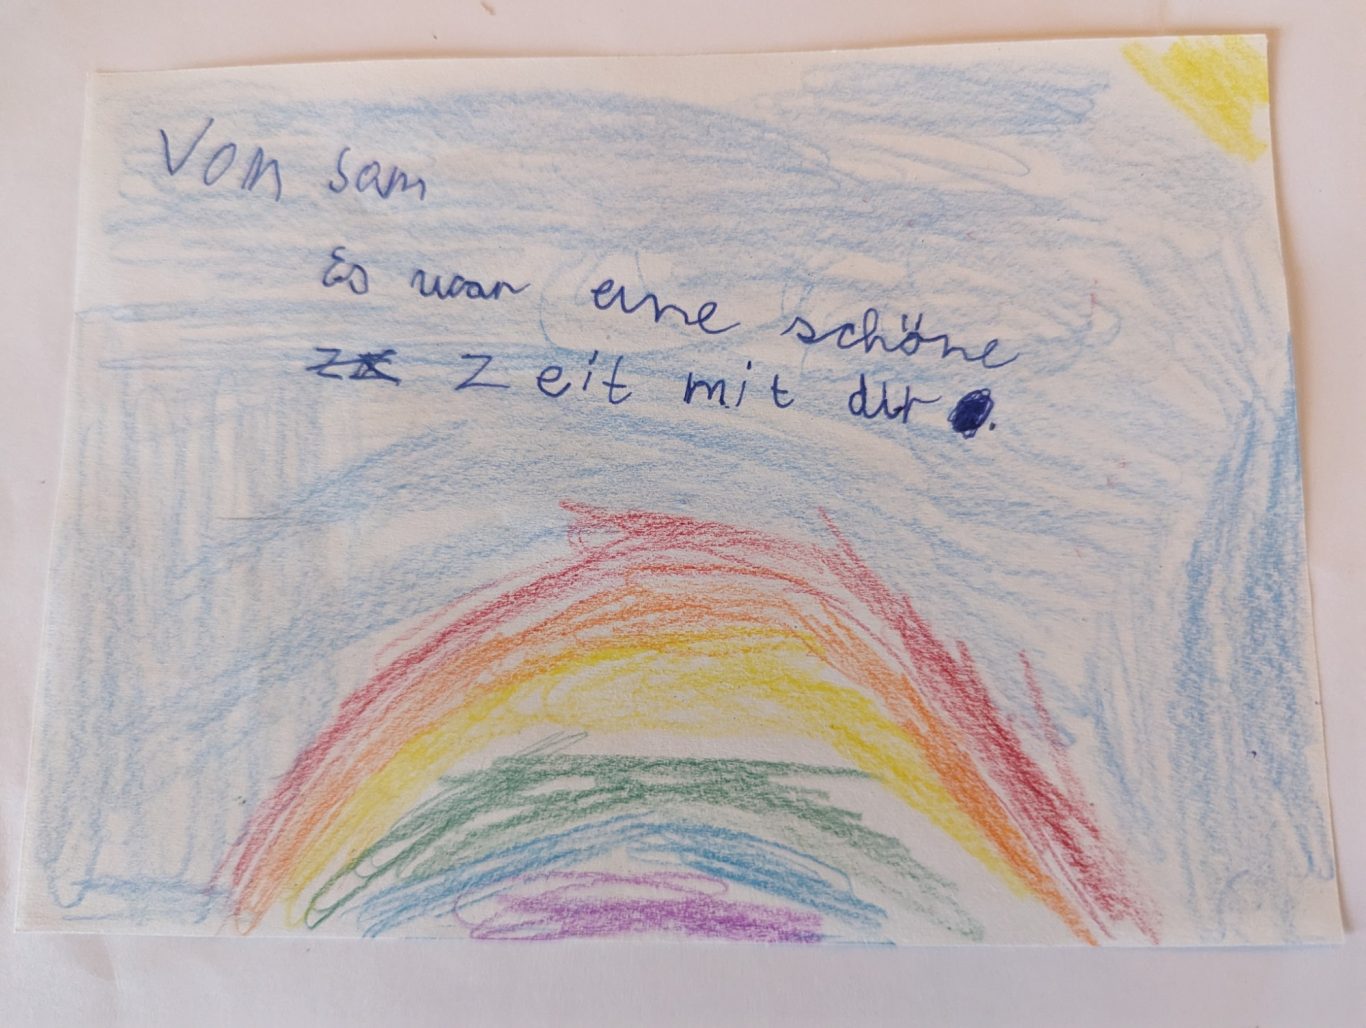 Von Sam
Es war eine schöne
Zeit mit dir.